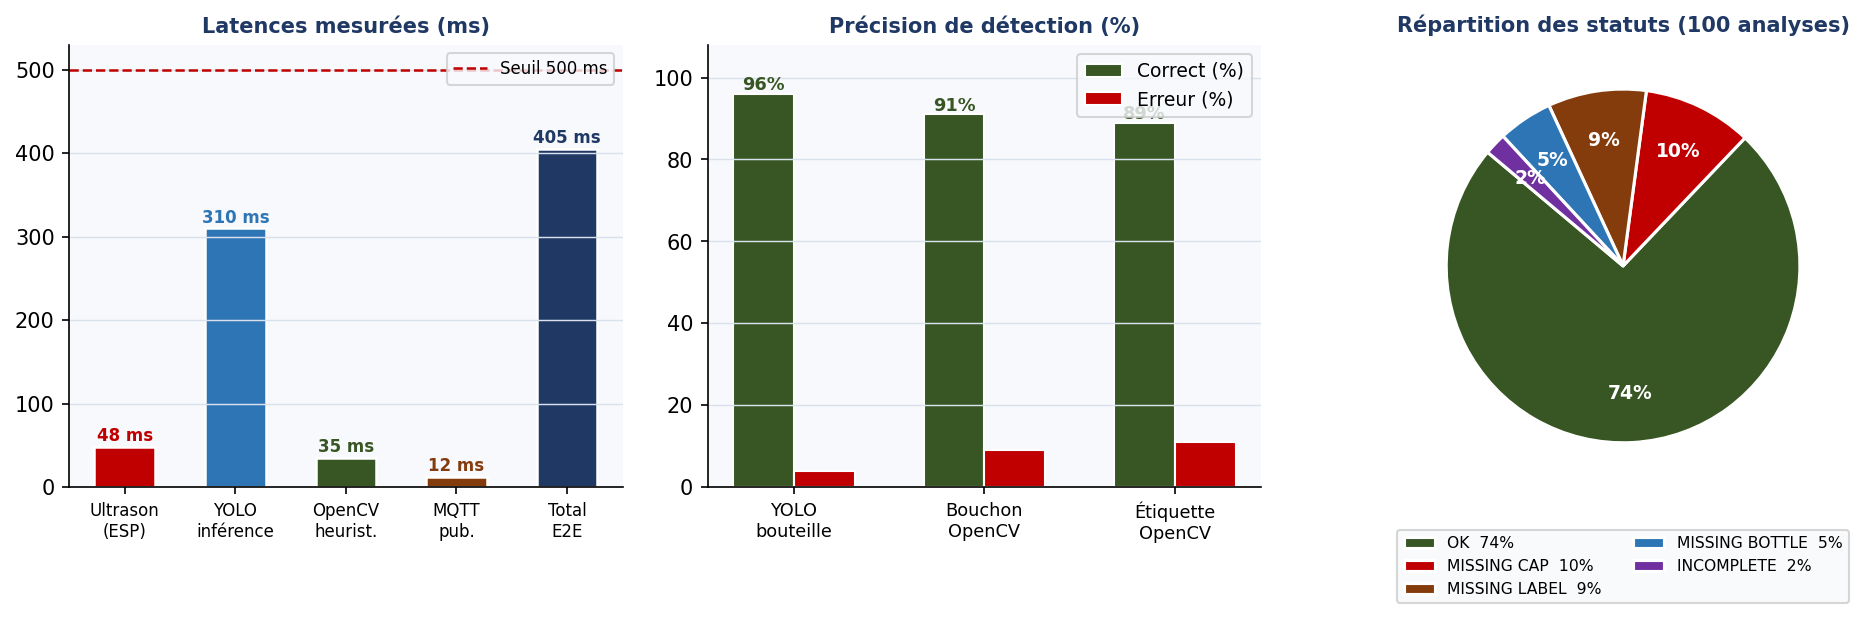 Latences mesurées (ms)
500
400
300
200
100
0
Seuil 500 ms
48 ms
310 ms
35 ms
12 ms
405 ms
Ultrason
(ESP)
YOLO
inférence
OpenCV
heurist.
MQTT
pub.
Total
E2E
Précision de détection (%)
100
80
60
40
20
0
Correct (%)
Erreur (%)
96%
91%
89%
YOLO
bouteille
Bouchon
OpenCV
Étiquette
OpenCV
Répartition des statuts (100 analyses)
2%
5%
9%
10%
74%
OK 74%
MISSING CAP 10%
MISSING LABEL 9%
MISSING BOTTLE 5%
INCOMPLETE 2%